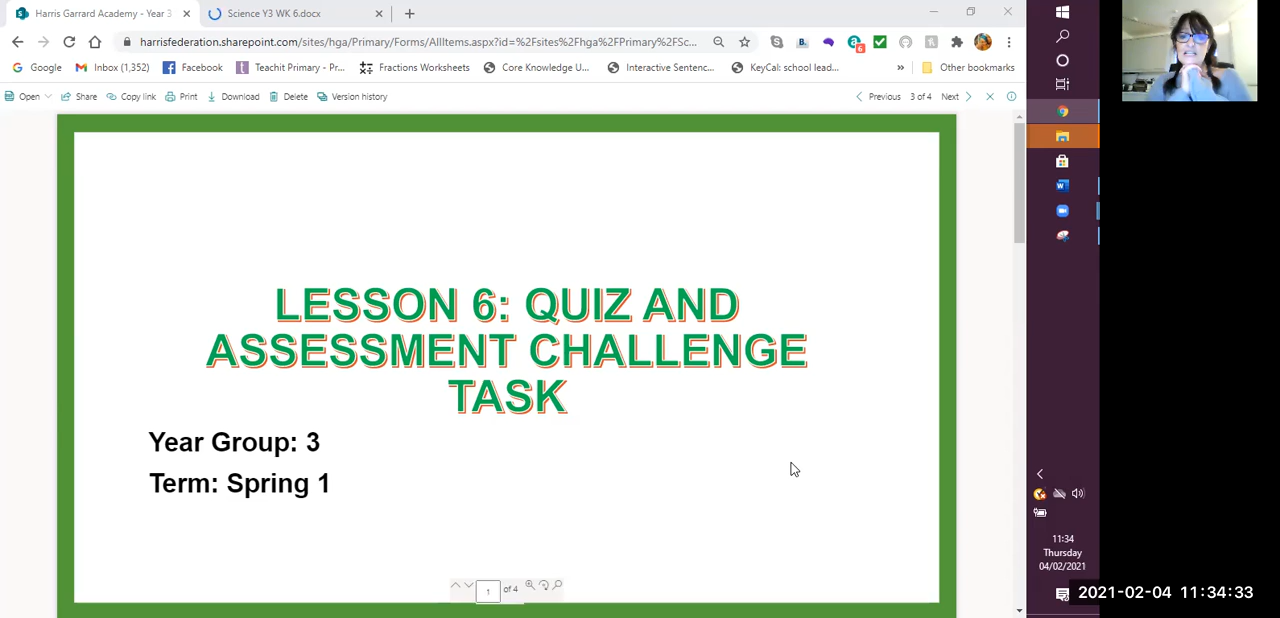 Harris Garrard Academy - Year 3
Science Y3 WK 6.docx
harrisfederation.sharepoint.com/sites/hga/Primary/Forms/AllItems.aspx?id=%2Fsites%2Fhga%2FPrimary%2FSc...
6
Google
Inbox (1,352)
Facebook
Teachit Primary - Pr...
Fractions Worksheets
Core Knowledge U...
Interactive Sentenc...
KeyCal: school lead...
»
Other bookmarks
Open
Share
Copy link
Print
Download
Delete
Version history
Previous
3 of 4
Next
LESSON 6: QUIZ AND
ASSESSMENT CHALLENGE
TASK
Year Group: 3
Term: Spring 1
1 of 4
11:34
Thursday
04/02/2021
2021-02-04 11:34:33